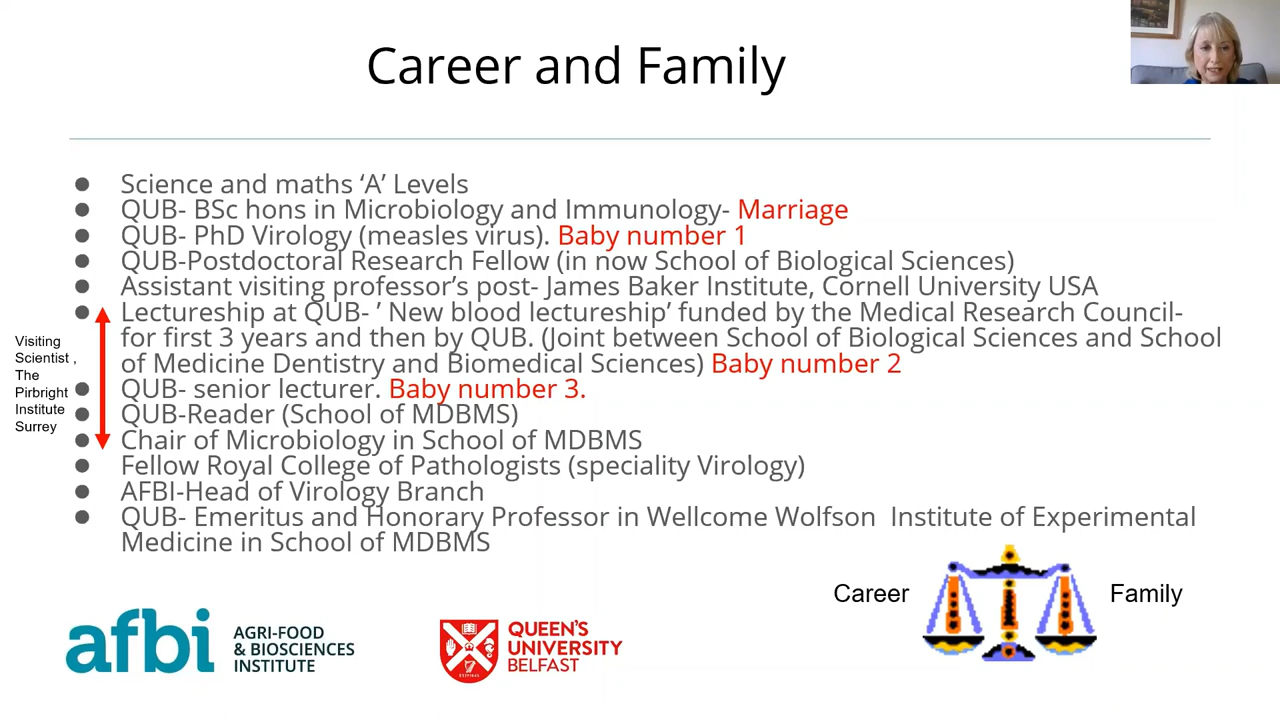 Career and Family
Science and maths ‘A’ Levels
QUB- BSc hons in Microbiology and Immunology- Marriage
QUB- PhD Virology (measles virus). Baby number 1
QUB-Postdoctoral Research Fellow (in now School of Biological Sciences)
Assistant visiting professor’s post- James Baker Institute, Cornell University USA
Lectureship at QUB- ’ New blood lectureship’ funded by the Medical Research Council-
for first 3 years and then by QUB. (Joint between School of Biological Sciences and School
of Medicine Dentistry and Biomedical Sciences) Baby number 2
QUB- senior lecturer. Baby number 3.
QUB-Reader (School of MDBMS)
Chair of Microbiology in School of MDBMS
Fellow Royal College of Pathologists (speciality Virology)
AFBI-Head of Virology Branch
QUB- Emeritus and Honorary Professor in Wellcome Wolfson Institute of Experimental
Medicine in School of MDBMS
Visiting
Scientist ,
The
Pirbright
Institute
Surrey
Career
Family
afbi
AGRI-FOOD
& BIOSCIENCES
INSTITUTE
QUEEN'S
UNIVERSITY
BELFAST